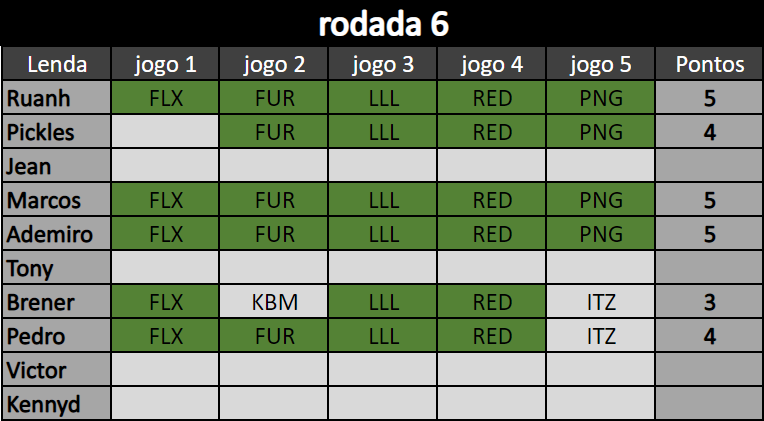 rodada 6
Lenda jogo 1 jogo 2 jogo 3 jogo 4 jogo 5 Pontos
Ruanh FLX FUR LLL RED PNG 5
Pickles FUR LLL RED PNG 4
Jean
Marcos FLX FUR LLL RED PNG 5
Ademiro FLX FUR LLL RED PNG 5
Tony
Brener FLX KBM LLL RED ITZ 3
Pedro FLX FUR LLL RED ITZ 4
Victor
Kennyd